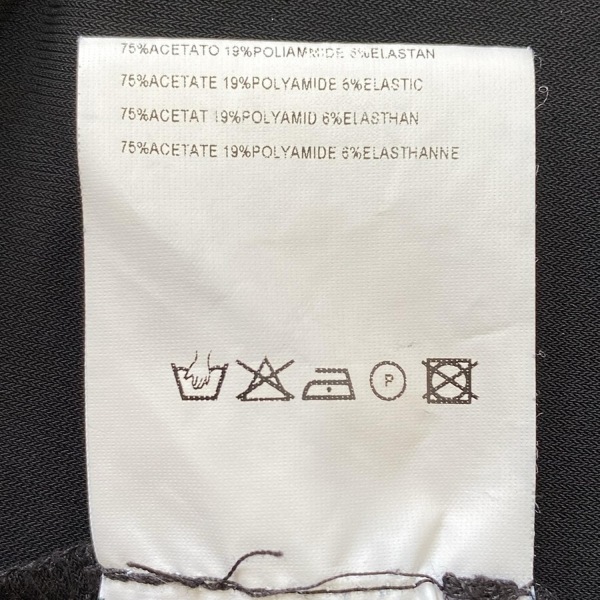 75%ACETATO 19%POLIAMMIDE 6%ELASTAN
75%ACETATE 19%POLYAMIDE 6%ELASTIC
75%ACETAT 19%POLYAMID 6%ELASTHAN
75%ACETATE 19%POLYAMIDE 6%ELASTHANNE
P